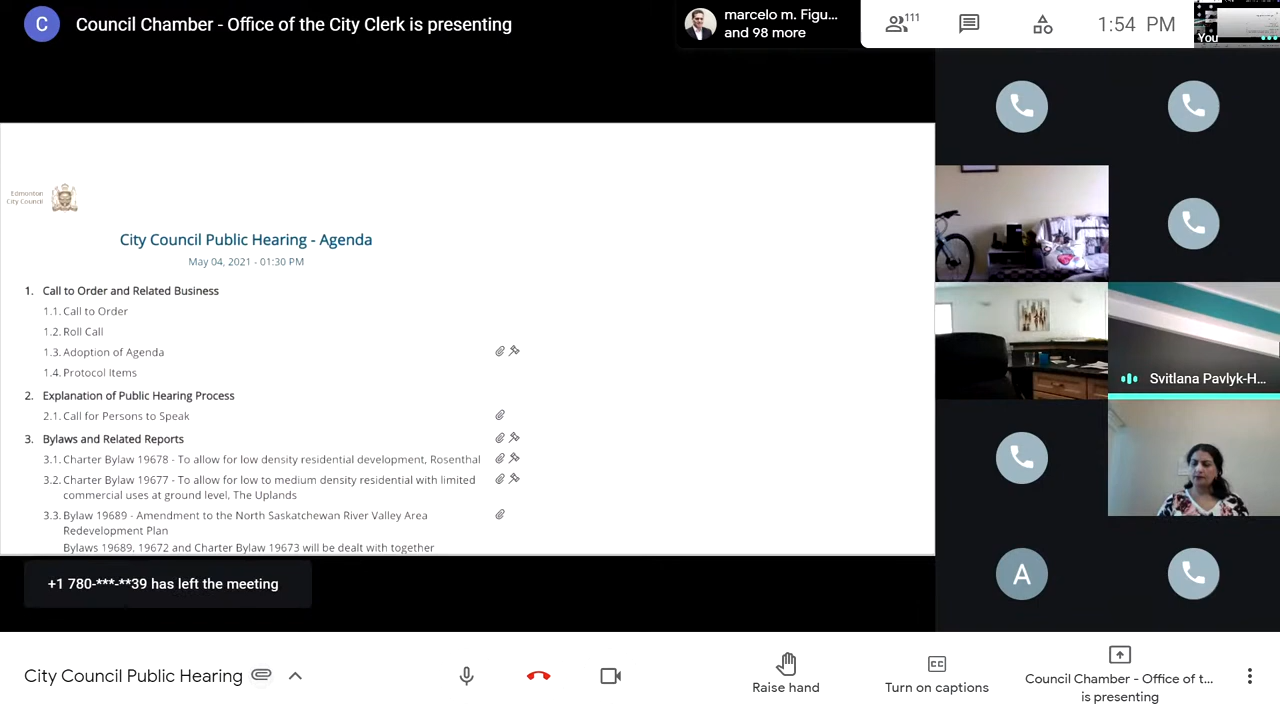 C
Council Chamber - Office of the City Clerk is presenting
marcelo m. Figu...
and 98 more
111
1:54 PM
You
Edmonton
City Council
City Council Public Hearing - Agenda
May 04, 2021 - 01:30 PM
1. Call to Order and Related Business
1.1. Call to Order
1.2. Roll Call
1.3. Adoption of Agenda
1.4. Protocol Items
2. Explanation of Public Hearing Process
2.1. Call for Persons to Speak
3. Bylaws and Related Reports
3.1. Charter Bylaw 19678 - To allow for low density residential development, Rosenthal
3.2. Charter Bylaw 19677 - To allow for low to medium density residential with limited
commercial uses at ground level, The Uplands
3.3. Bylaw 19689 - Amendment to the North Saskatchewan River Valley Area
Redevelopment Plan
Bylaws 19689, 19672 and Charter Bylaw 19673 will be dealt with together
Svitlana Pavlyk-H...
A
+1 780-***-**39 has left the meeting
City Council Public Hearing
Raise hand
CC
Turn on captions
Council Chamber - Office of t...
is presenting